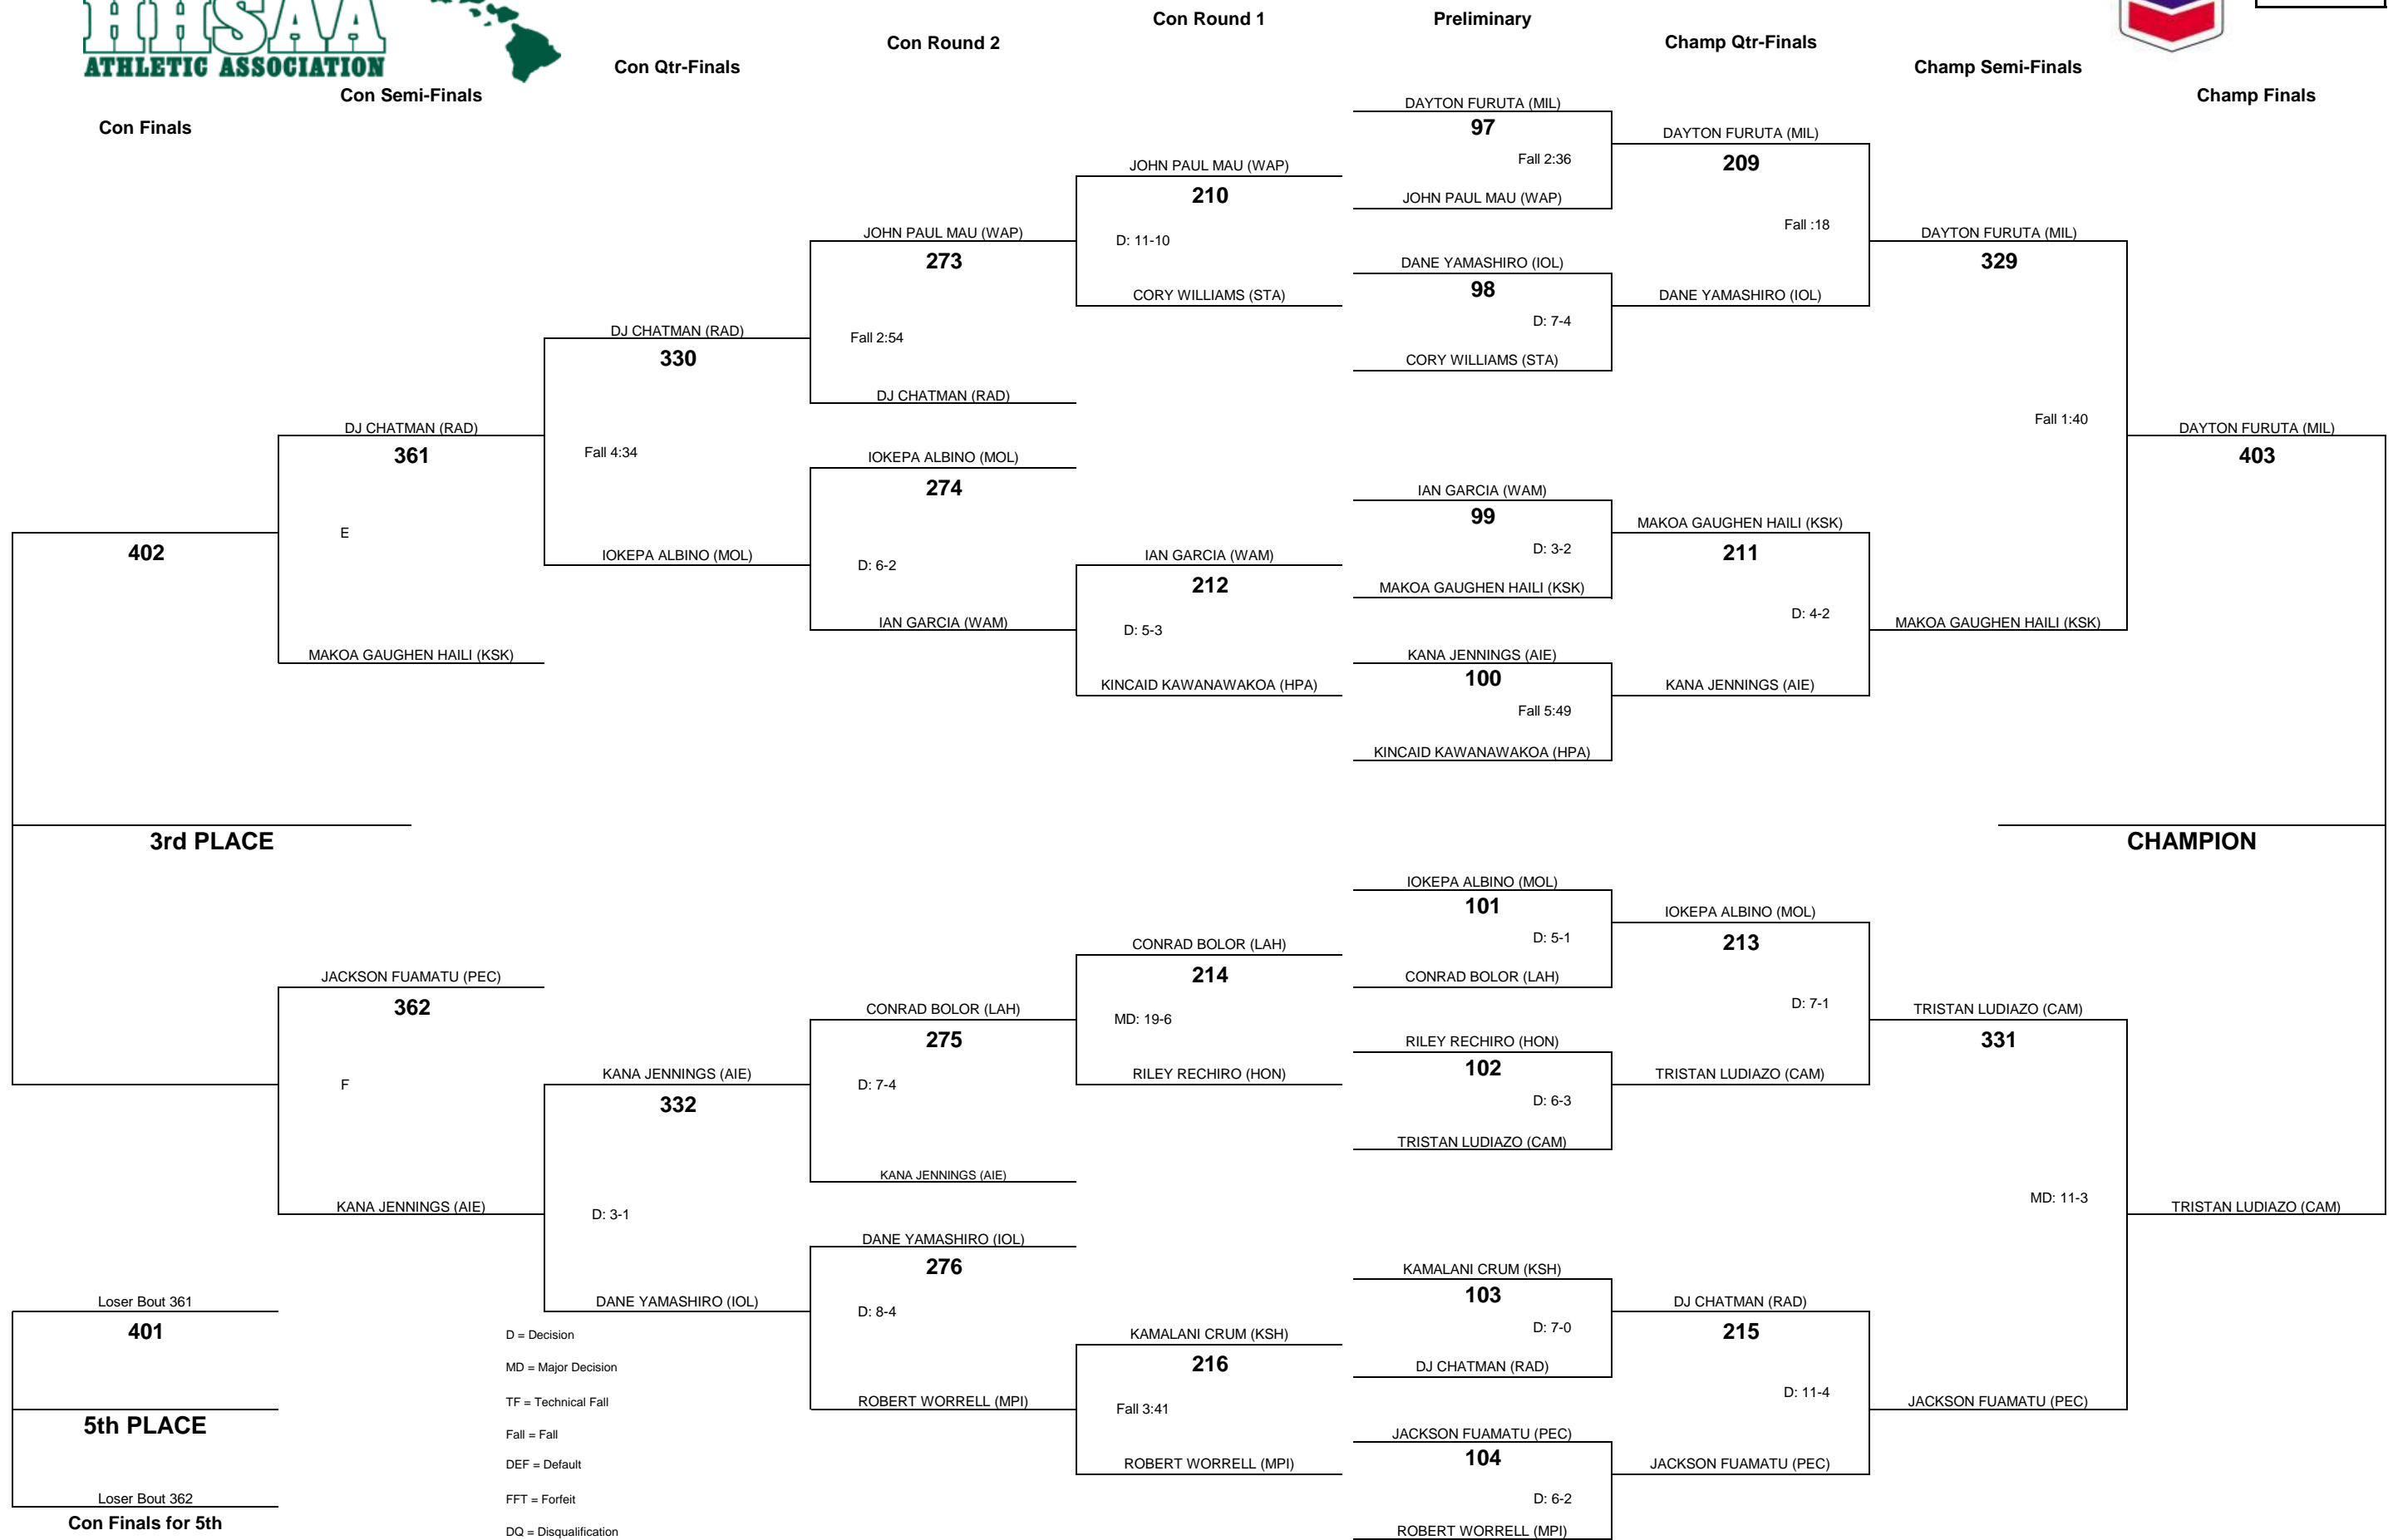 HHSAA
ATHLETIC ASSOCIATION
Con Finals
Con Semi-Finals
Con Qtr-Finals
Con Round 2
Con Round 1
Preliminary
Champ Qtr-Finals
Champ Semi-Finals
Champ Finals
DAYTON FURUTA (MIL)
97
Fall 2:36
JOHN PAUL MAU (WAP)
DANE YAMASHIRO (IOL)
98
D: 7-4
CORY WILLIAMS (STA)
IAN GARCIA (WAM)
99
D: 3-2
MAKOA GAUGHEN HAILI (KSK)
KANA JENNINGS (AIE)
100
Fall 5:49
KINCAID KAWANAWAKOA (HPA)
IOKEPA ALBINO (MOL)
101
D: 5-1
CONRAD BOLOR (LAH)
RILEY RECHIRO (HON)
102
D: 6-3
TRISTAN LUDIAZO (CAM)
KAMALANI CRUM (KSH)
103
D: 7-0
DJ CHATMAN (RAD)
JACKSON FUAMATU (PEC)
104
D: 6-2
ROBERT WORRELL (MPI)
DAYTON FURUTA (MIL)
209
Fall :18
DANE YAMASHIRO (IOL)
MAKOA GAUGHEN HAILI (KSK)
211
D: 4-2
KANA JENNINGS (AIE)
IOKEPA ALBINO (MOL)
213
D: 7-1
TRISTAN LUDIAZO (CAM)
DJ CHATMAN (RAD)
215
D: 11-4
JACKSON FUAMATU (PEC)
DAYTON FURUTA (MIL)
329
Fall 1:40
MAKOA GAUGHEN HAILI (KSK)
TRISTAN LUDIAZO (CAM)
331
MD: 11-3
JACKSON FUAMATU (PEC)
DAYTON FURUTA (MIL)
403
CHAMPION
TRISTAN LUDIAZO (CAM)
JOHN PAUL MAU (WAP)
210
D: 11-10
CORY WILLIAMS (STA)
IAN GARCIA (WAM)
212
D: 5-3
KINCAID KAWANAWAKOA (HPA)
CONRAD BOLOR (LAH)
214
MD: 19-6
RILEY RECHIRO (HON)
KAMALANI CRUM (KSH)
216
Fall 3:41
ROBERT WORRELL (MPI)
JOHN PAUL MAU (WAP)
273
Fall 2:54
DJ CHATMAN (RAD)
IOKEPA ALBINO (MOL)
274
D: 6-2
IAN GARCIA (WAM)
CONRAD BOLOR (LAH)
275
D: 7-4
KANA JENNINGS (AIE)
DANE YAMASHIRO (IOL)
276
D: 8-4
ROBERT WORRELL (MPI)
DJ CHATMAN (RAD)
330
Fall 4:34
IOKEPA ALBINO (MOL)
KANA JENNINGS (AIE)
332
D: 3-1
DANE YAMASHIRO (IOL)
DJ CHATMAN (RAD)
361
E
MAKOA GAUGHEN HAILI (KSK)
JACKSON FUAMATU (PEC)
362
F
KANA JENNINGS (AIE)
402
3rd PLACE
Loser Bout 361
401
5th PLACE
Loser Bout 362
Con Finals for 5th
D = Decision
MD = Major Decision
TF = Technical Fall
Fall = Fall
DEF = Default
FFT = Forfeit
DQ = Disqualification